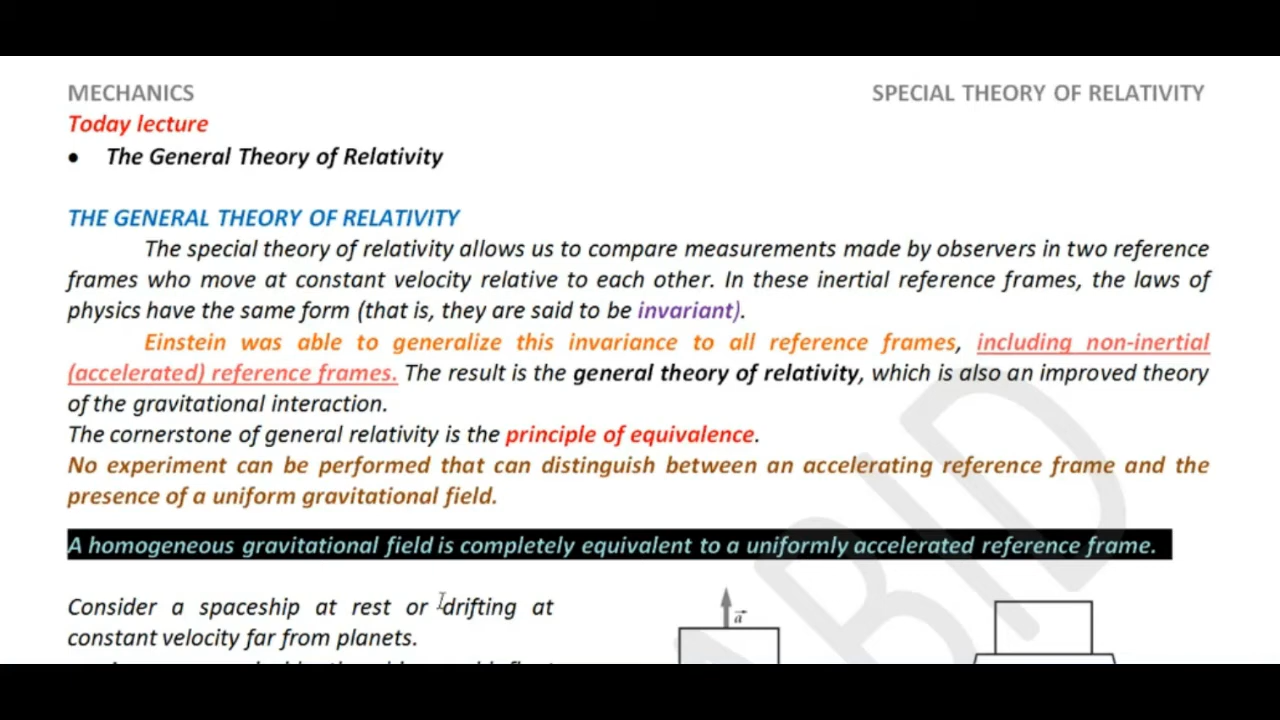 MECHANICS SPECIAL THEORY OF RELATIVITY
Today lecture
• The General Theory of Relativity
THE GENERAL THEORY OF RELATIVITY
The special theory of relativity allows us to compare measurements made by observers in two reference
frames who move at constant velocity relative to each other. In these inertial reference frames, the laws of
physics have the same form (that is, they are said to be invariant).
Einstein was able to generalize this invariance to all reference frames, including non-inertial
(accelerated) reference frames. The result is the general theory of relativity, which is also an improved theory
of the gravitational interaction.
The cornerstone of general relativity is the principle of equivalence.
No experiment can be performed that can distinguish between an accelerating reference frame and the
presence of a uniform gravitational field.
A homogeneous gravitational field is completely equivalent to a uniformly accelerated reference frame.
Consider a spaceship at rest or drifting at
constant velocity far from planets.
a⃗
ABID